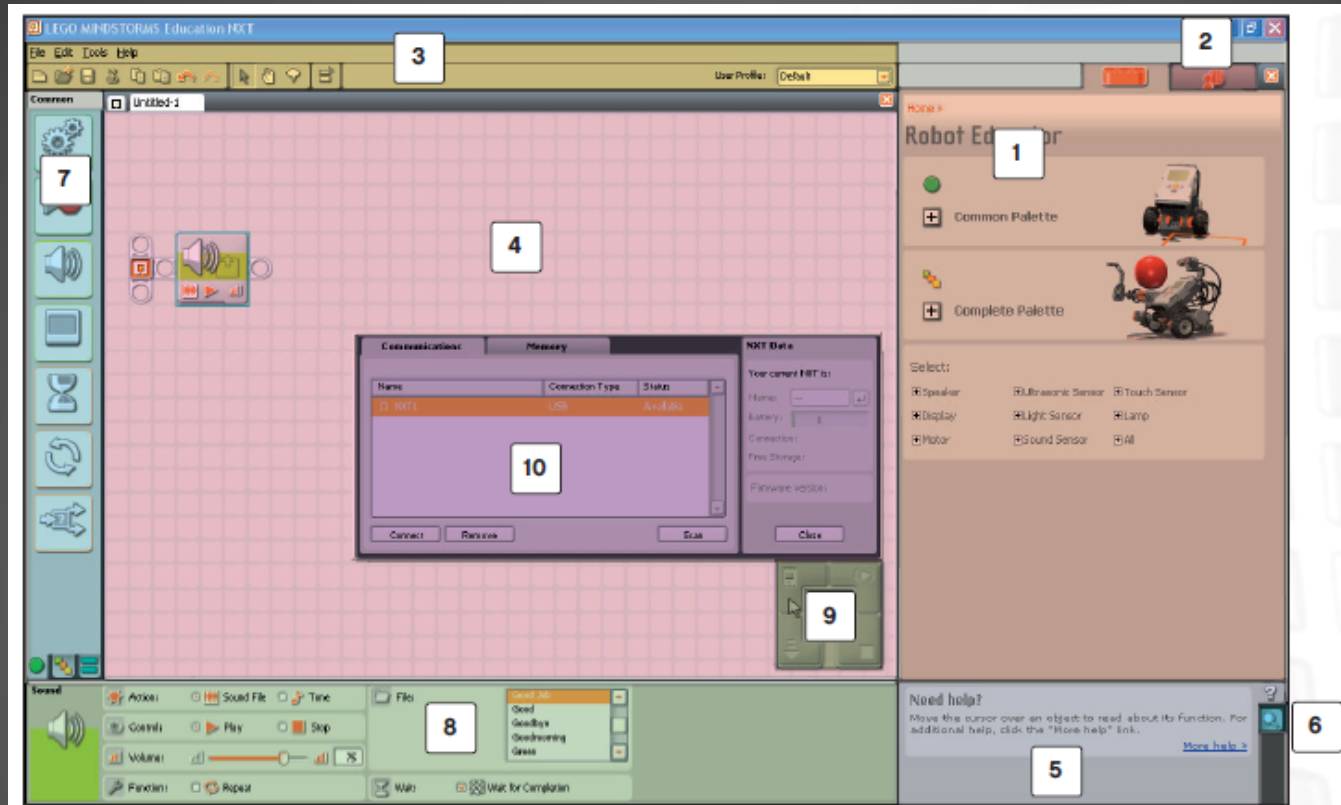 LEGO MINDSTORMS Education NXT
2
File Edit Tools Help
3
User Profile: Default
Common
Untitled-1
7
4
Home >
Robot Educator
1
Common Palette
Complete Palette
Select:
Speaker Ultrasonic Sensor Touch Sensor
Display Light Sensor Lamp
Motor Sound Sensor All
Communications Memory NXT Data
Your current NXT is:
Name Connection Type Status
Name:
NXT1 USB Available
Battery:
Connection:
Free Storage:
10
Firmware version:
Connect Remove Scan Close
9
Sound
Action: Sound File Tone
Control: Play Stop
Volume: 75
Function: Repeat
File:
8
Good Job
Good
Goodbye
Goodmorning
Wait: Wait for Completion
Need help?
Move the cursor over an object to read about its function. For
additional help, click the "More help" link.
More help >
5
?
6